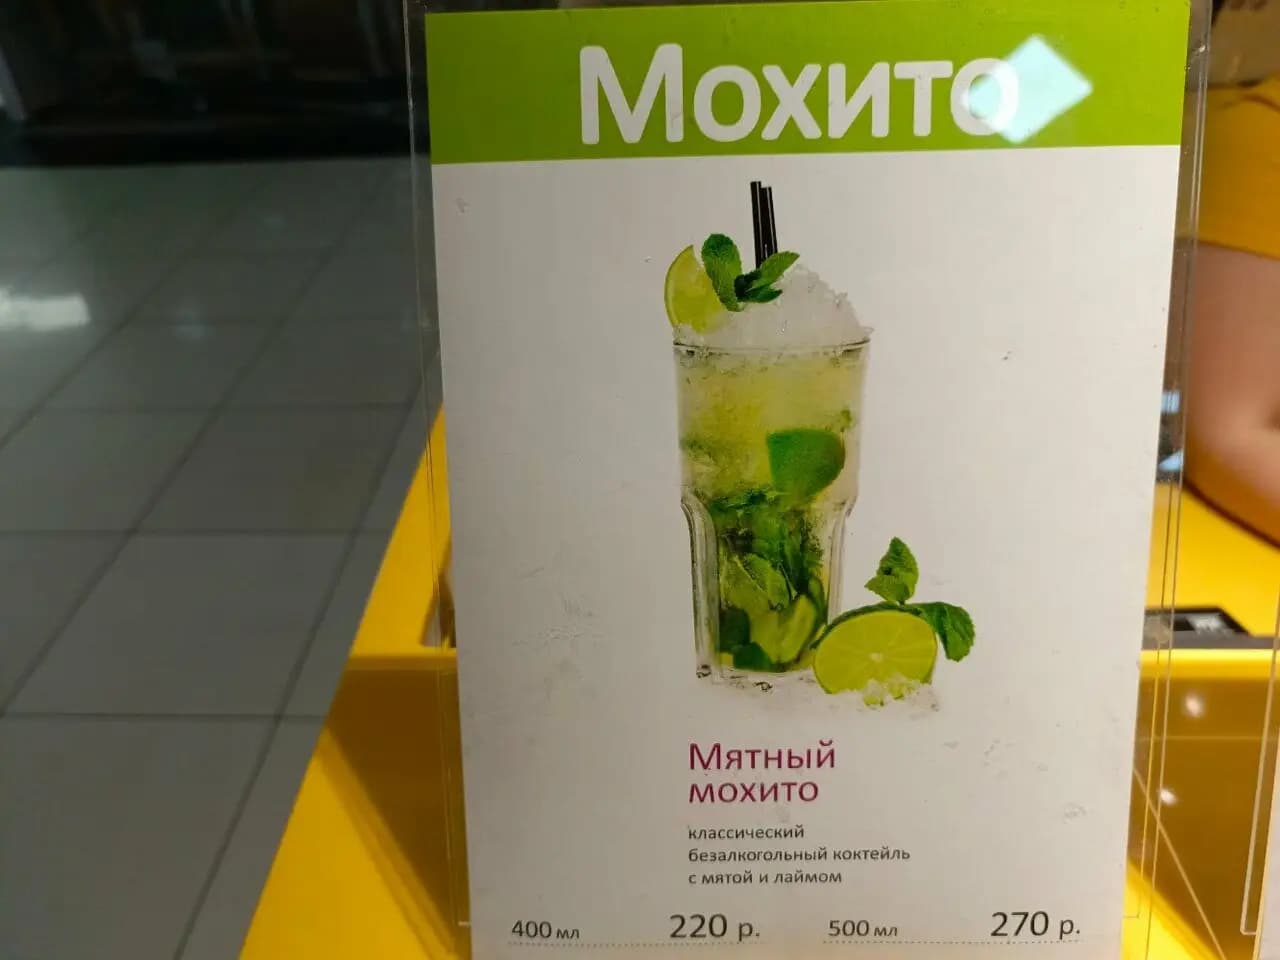 Мохито
Мятный
мохито
классический
безалкогольный коктейль
с мятой и лаймом
400 мл 220 р. 500 мл 270 р.